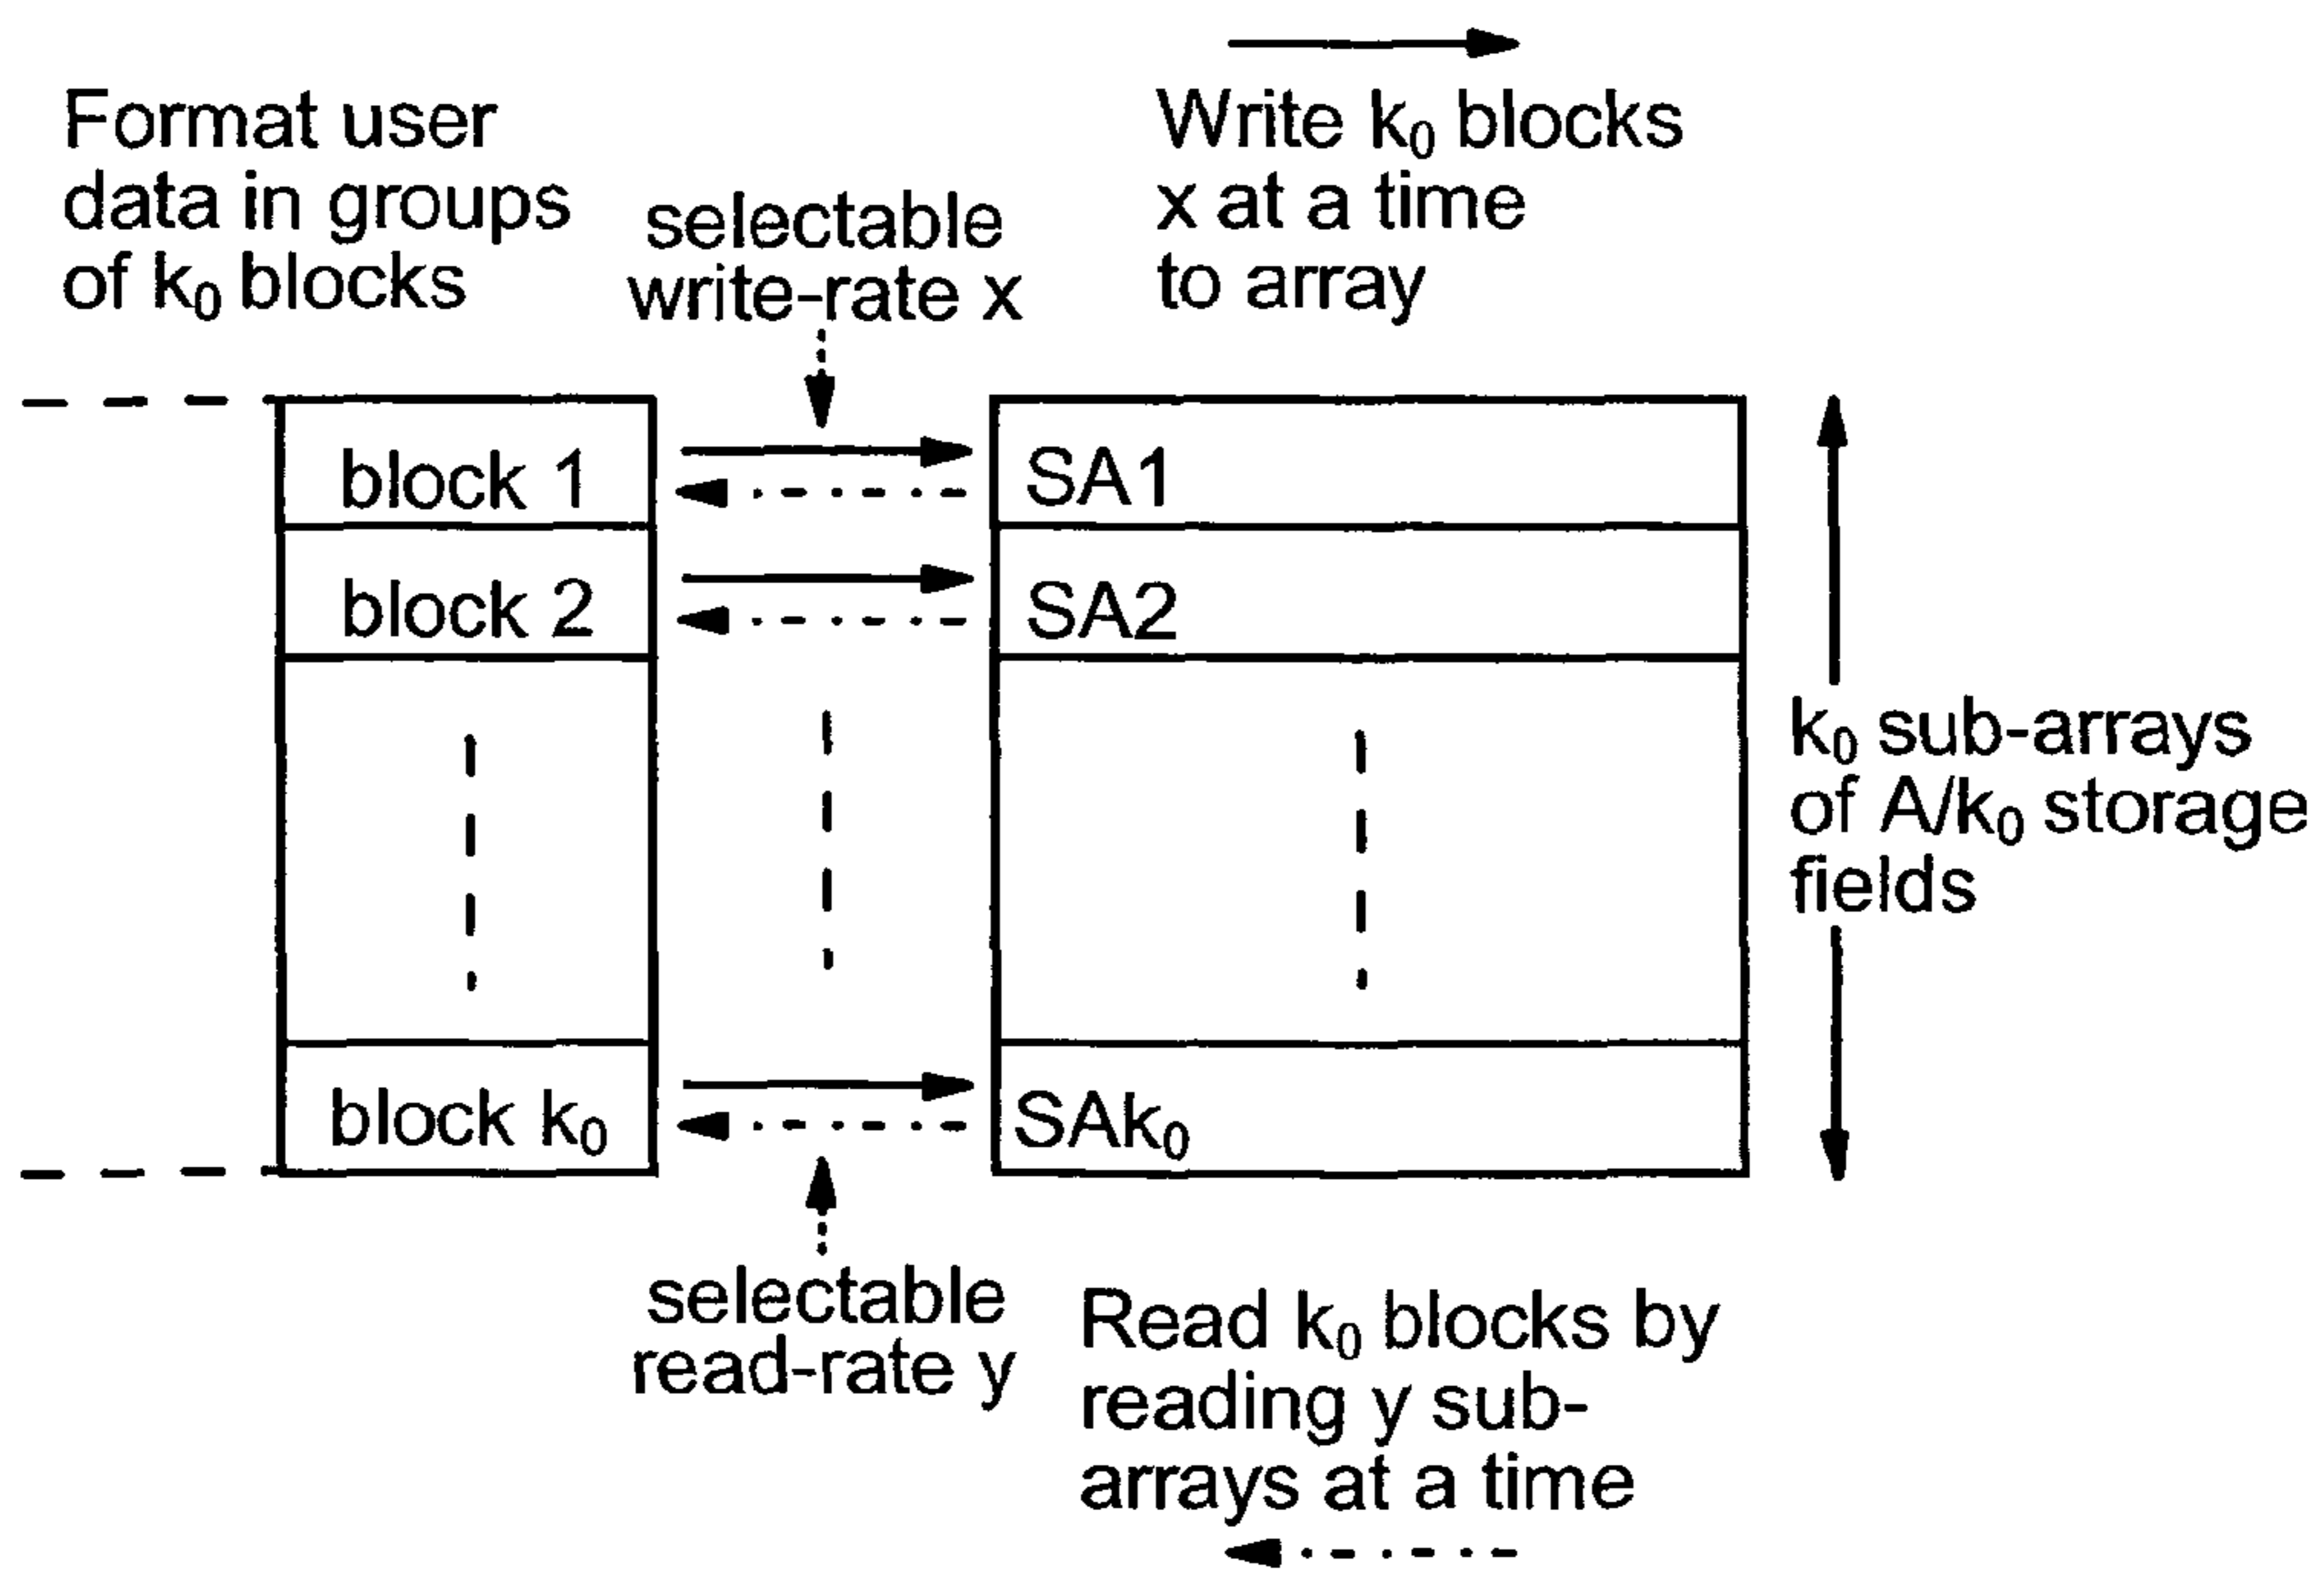 Format user
data in groups
of k₀ blocks
selectable
write-rate x
Write k₀ blocks
x at a time
to array
block 1
SA1
block 2
SA2
k₀ sub-arrays
of A/k₀ storage
fields
block k₀
SAk₀
selectable
read-rate y
Read k₀ blocks by
reading y sub-
arrays at a time